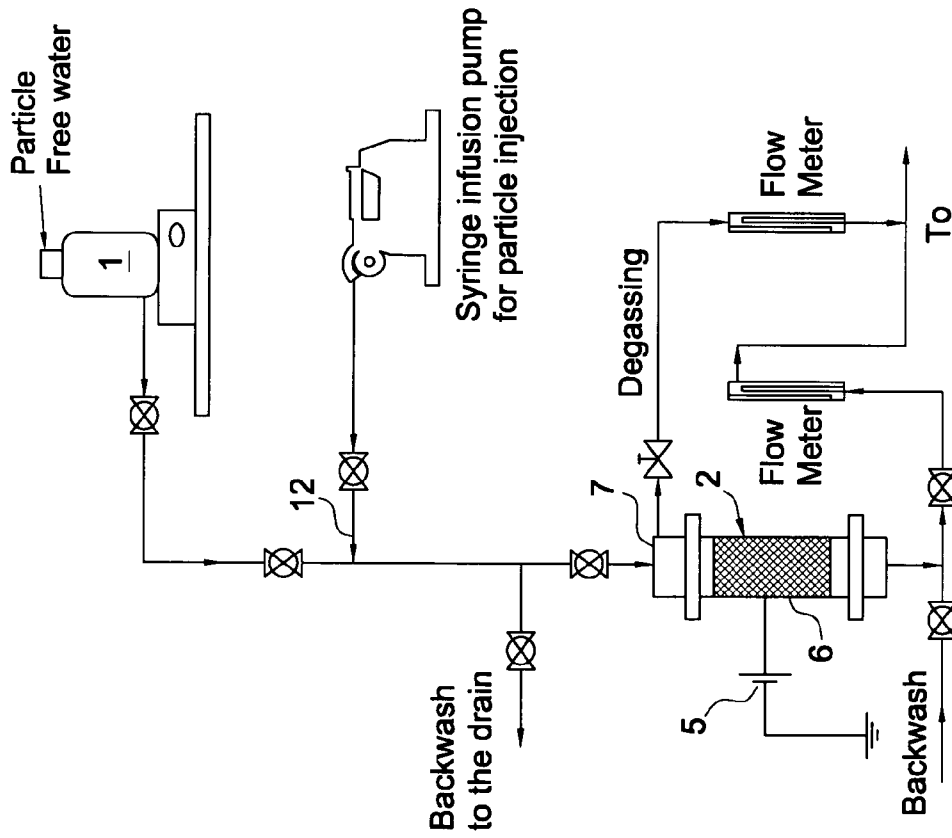 Particle
Free water
1
Syringe infusion pump
for particle injection
12
Degassing
Flow
Meter
7
2
Flow
Meter
To
Backwash
to the drain
5
6
Backwash